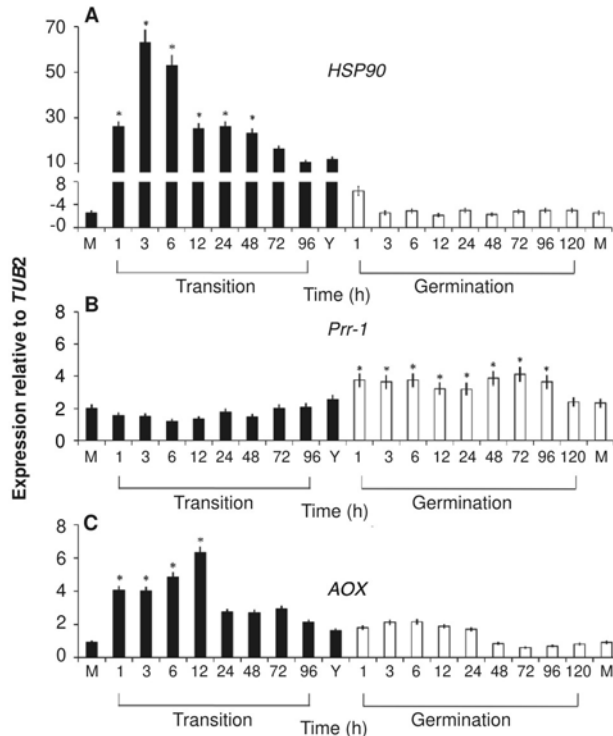 A
70
* *
50
HSP90
30
* * * *
10
8
-4
-0
M 1 3 6 12 24 48 72 96 Y 1 3 6 12 24 48 72 96 120 M
Transition Germination
Time (h)
Expression relative to TUB2
B
Prr-1
8
6
* * * * * * * *
4
2
0
M 1 3 6 12 24 48 72 96 Y 1 3 6 12 24 48 72 96 120 M
Transition Germination
Time (h)
C
8
*
6
* * *
AOX
4
2
0
M 1 3 6 12 24 48 72 96 Y 1 3 6 12 24 48 72 96 120 M
Transition Germination
Time (h)